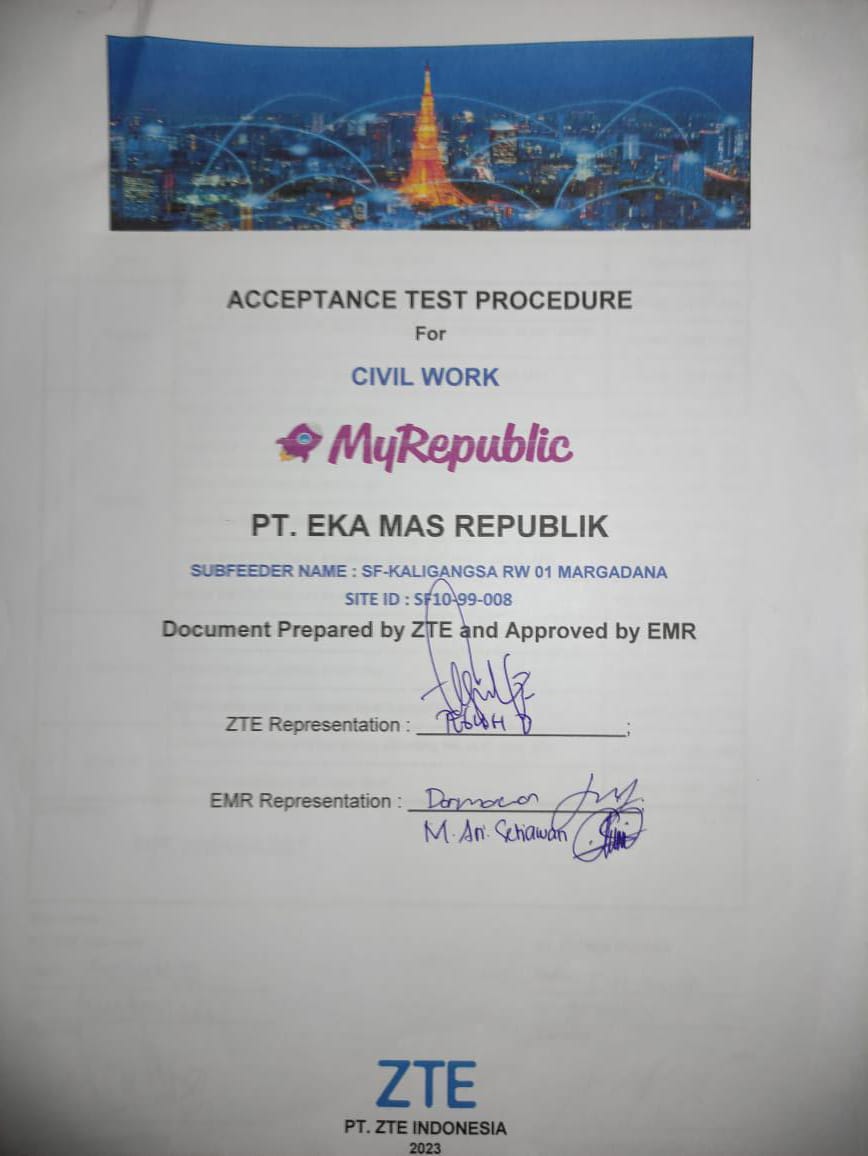 ACCEPTANCE TEST PROCEDURE
For
CIVIL WORK
MyRepublic
PT. EKA MAS REPUBLIK
SUBFEEDER NAME : SF-KALIGANGSA RW 01 MARGADANA
SITE ID : SF10-99-008
Document Prepared by ZTE and Approved by EMR
ZTE Representation : ;
EMR Representation :
M. Ari. Setiawan
ZTE
PT. ZTE INDONESIA
2023